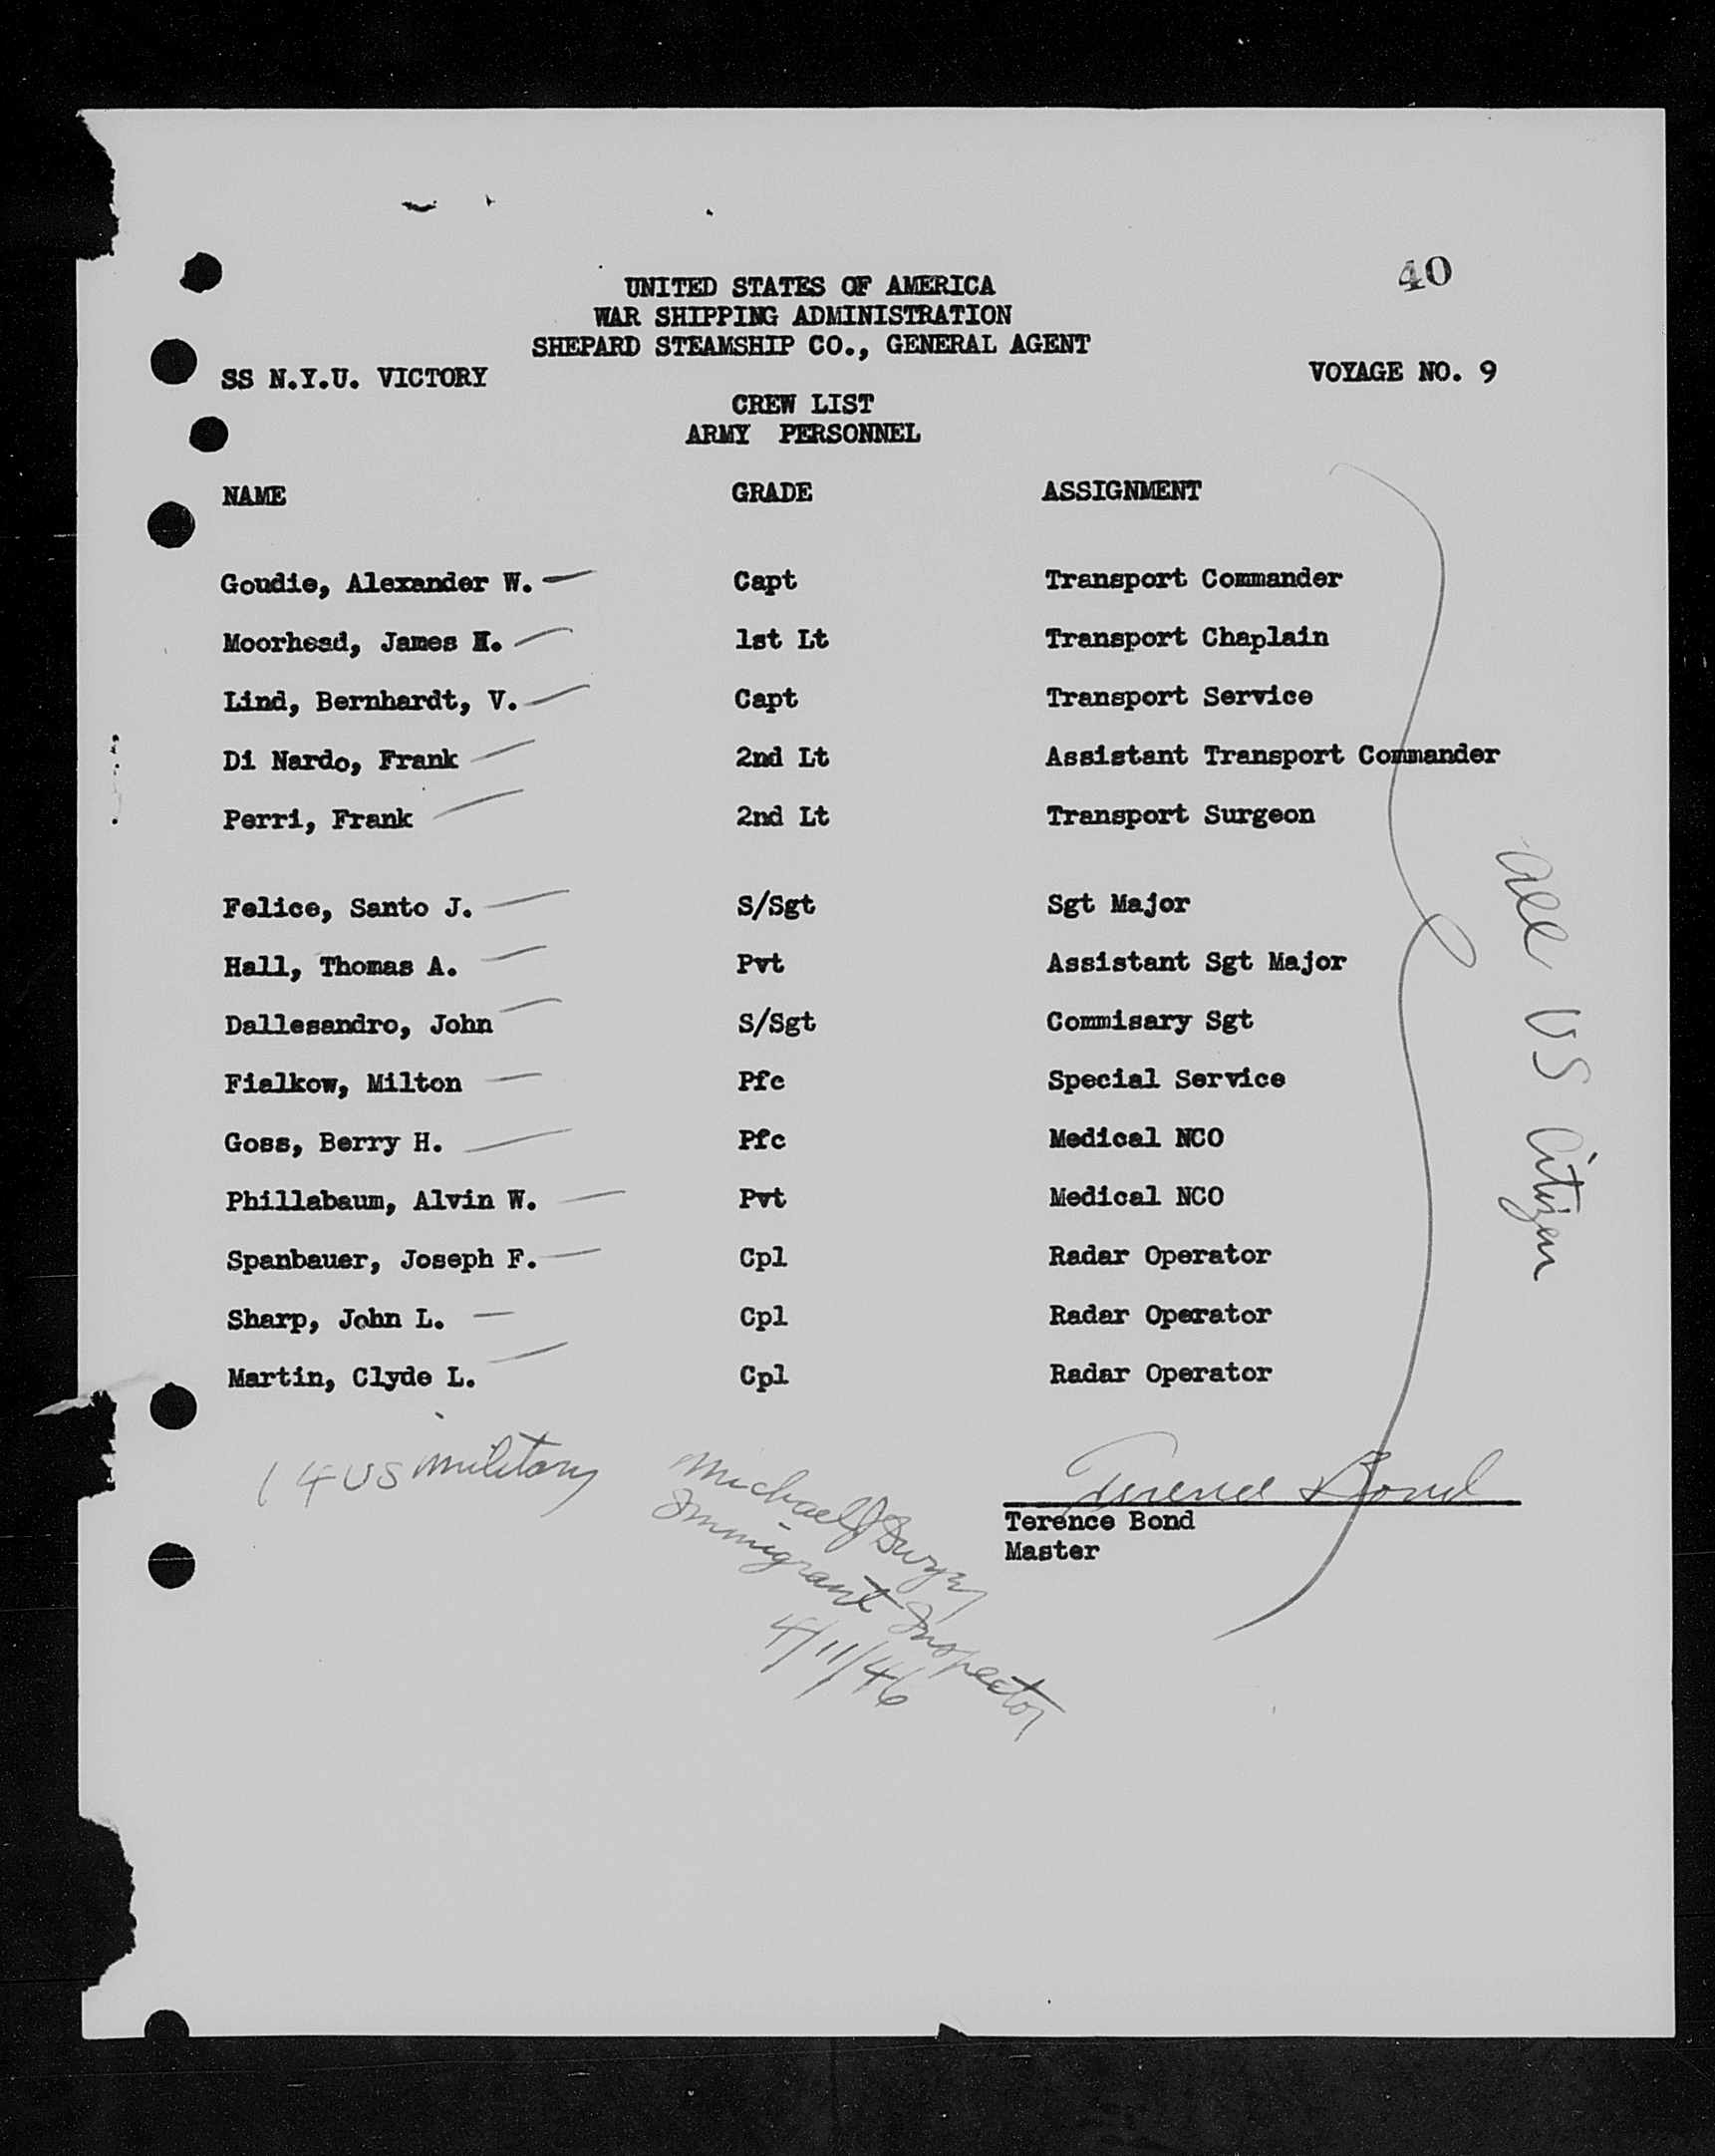 40
UNITED STATES OF AMERICA
WAR SHIPPING ADMINISTRATION
SHEPARD STEAMSHIP CO., GENERAL AGENT
SS N.Y.U. VICTORY VOYAGE NO. 9
CREW LIST
ARMY PERSONNEL
NAME GRADE ASSIGNMENT
Goudie, Alexander W. Capt Transport Commander
Moorhead, James H. 1st Lt Transport Chaplain
Lind, Bernhardt, V. Capt Transport Service
Di Nardo, Frank 2nd Lt Assistant Transport Commander
Perri, Frank 2nd Lt Transport Surgeon
Felice, Santo J. S/Sgt Sgt Major
Hall, Thomas A. Pvt Assistant Sgt Major
Dallesandro, John S/Sgt Commisary Sgt
Fialkow, Milton Pfc Special Service
Goss, Berry H. Pfc Medical NCO
Phillabaum, Alvin W. Pvt Medical NCO
Spanbauer, Joseph F. Cpl Radar Operator
Sharp, John L. Cpl Radar Operator
Martin, Clyde L. Cpl Radar Operator
All US Citizen
14 US Military
Michael J
Immigrant Inspector
4/11/46
Terence Bond
Terence Bond
Master